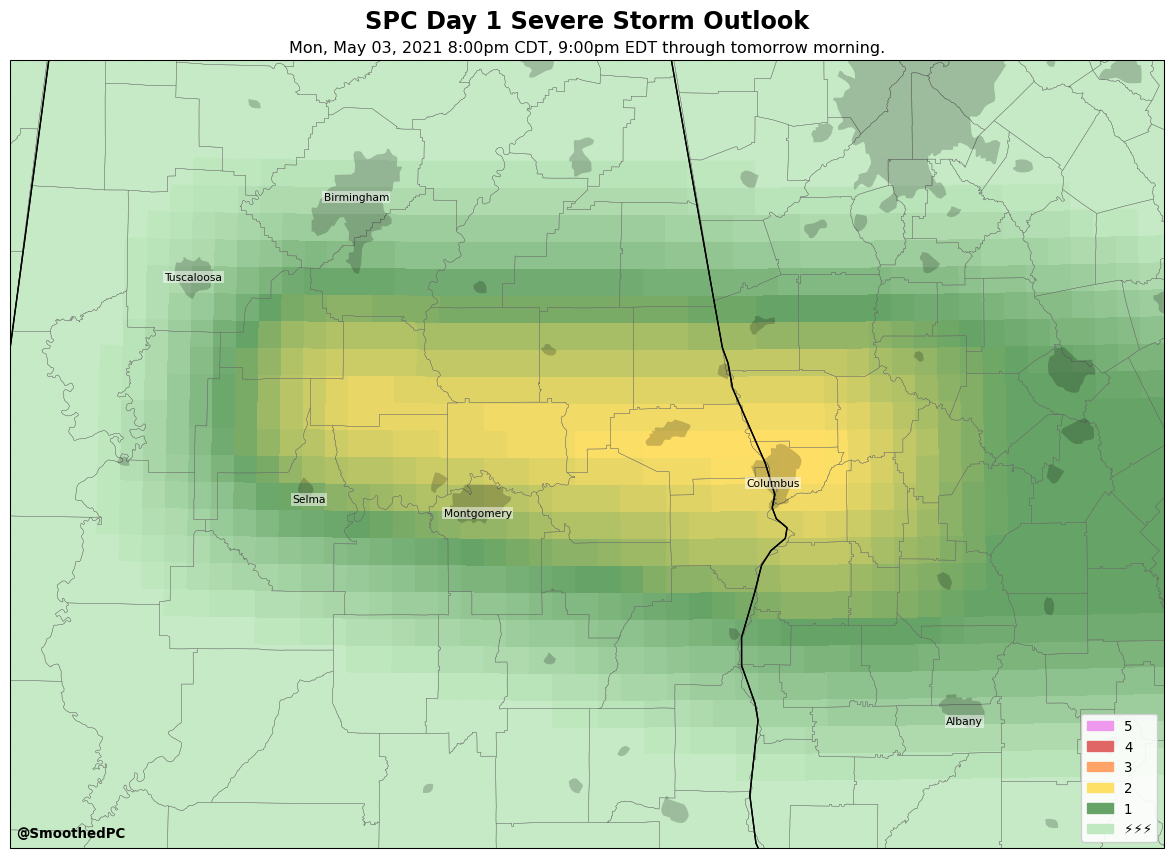 SPC Day 1 Severe Storm Outlook
Mon, May 03, 2021 8:00pm CDT, 9:00pm EDT through tomorrow morning.
Birmingham
Tuscaloosa
Columbus
Selma
Montgomery
Albany
5
4
3
2
1
⚡⚡⚡
@SmoothedPC